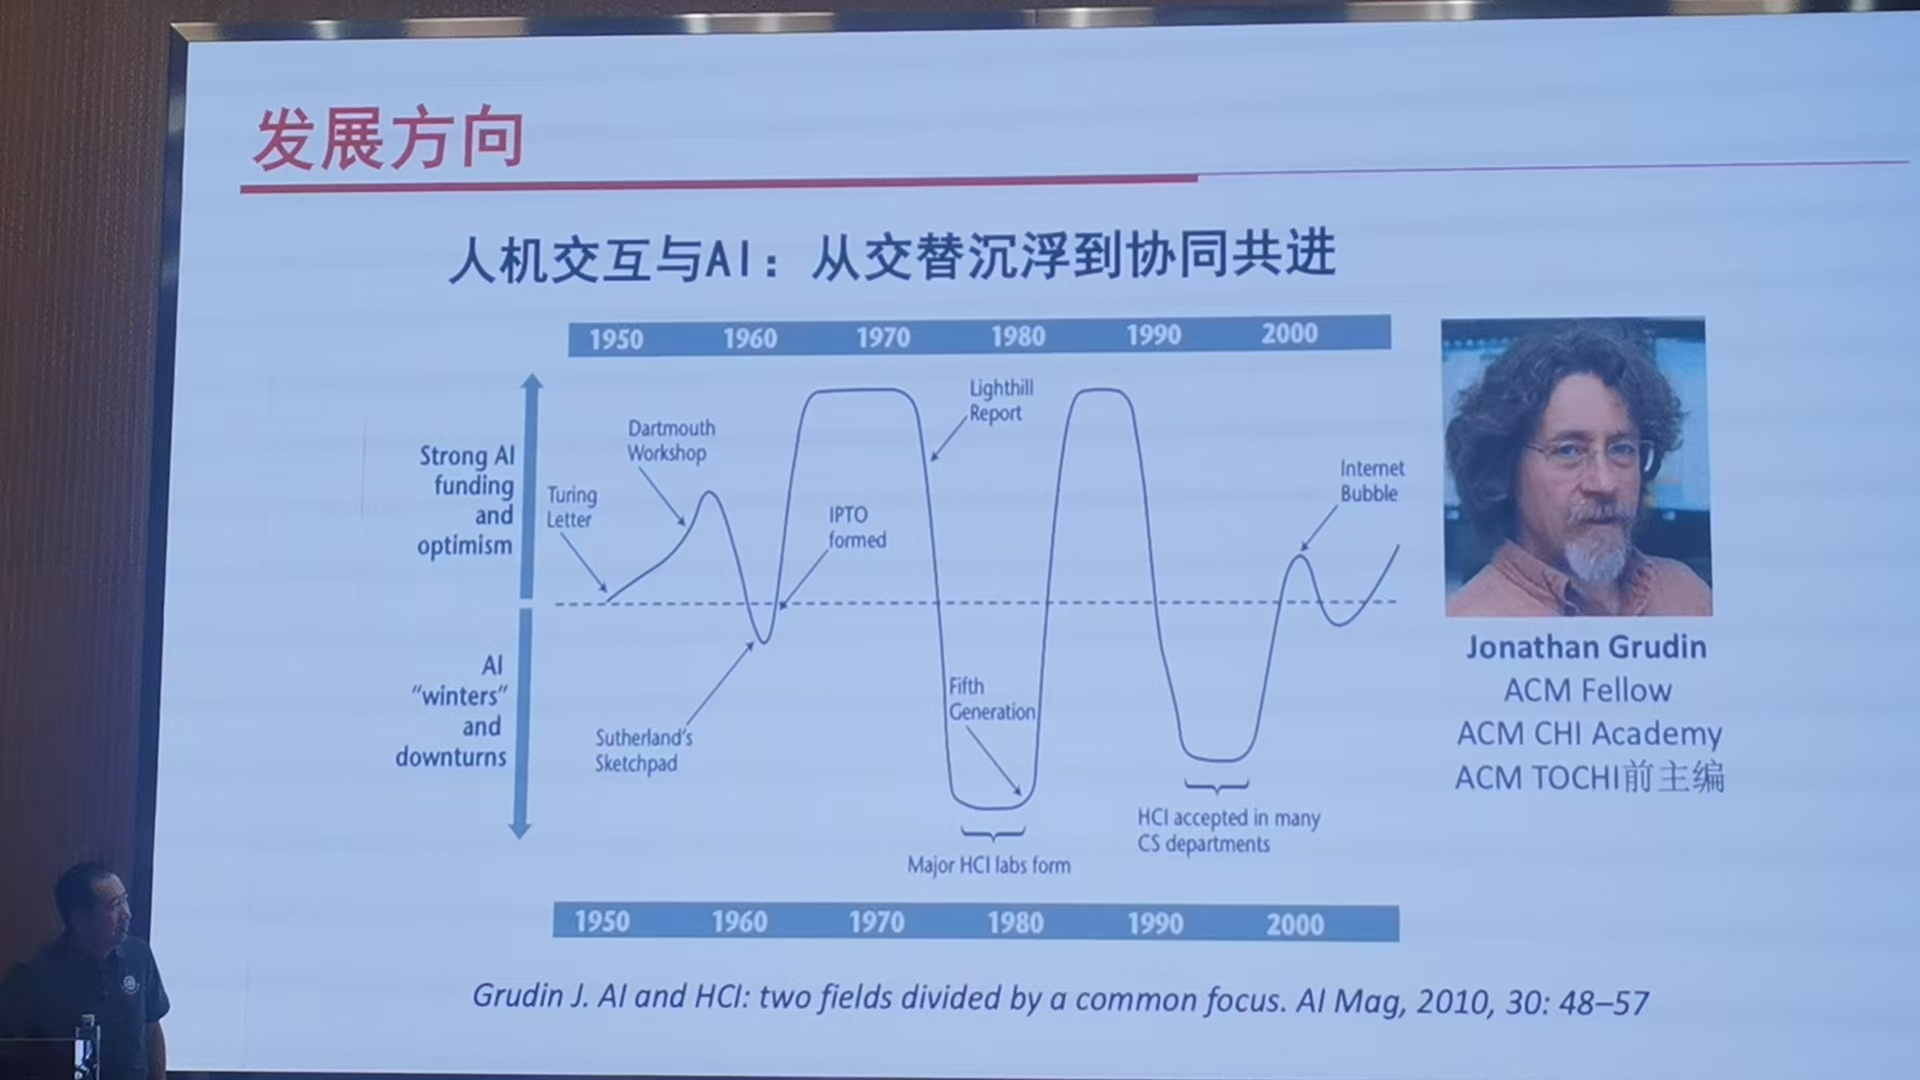 发展方向
人机交互与AI：从交替沉浮到协同共进
1950 1960 1970 1980 1990 2000
Strong AI
funding
and
optimism
AI
“winters”
and
downturns
Turing
Letter
Dartmouth
Workshop
Sutherland's
Sketchpad
IPTO
formed
Lighthill
Report
Fifth
Generation
Major HCI labs form
HCI accepted in many
CS departments
Internet
Bubble
1950 1960 1970 1980 1990 2000
Jonathan Grudin
ACM Fellow
ACM CHI Academy
ACM TOCHI前主编
Grudin J. AI and HCI: two fields divided by a common focus. AI Mag, 2010, 30: 48–57